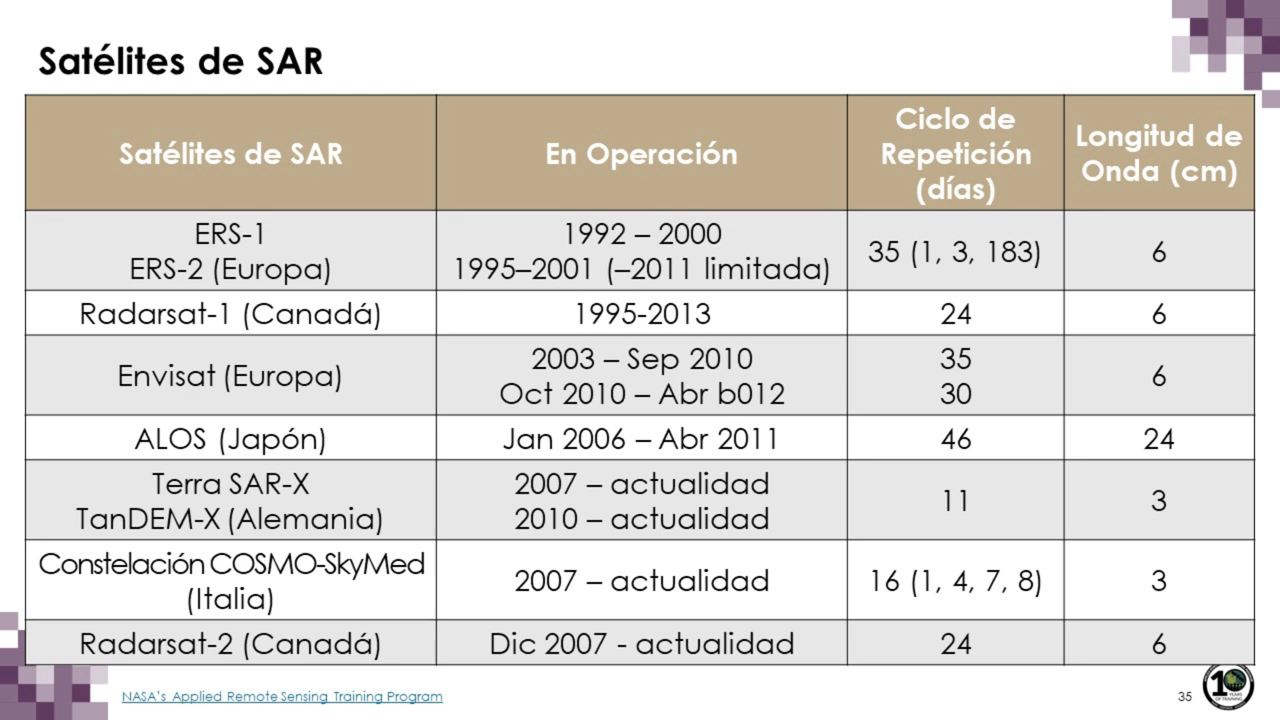 Satélites de SAR
Satélites de SAR
En Operación
Ciclo de
Repetición
(días)
Longitud de
Onda (cm)
ERS-1
ERS-2 (Europa)
1992 – 2000
1995–2001 (–2011 limitada)
35 (1, 3, 183)
6
Radarsat-1 (Canadá)
1995-2013
24
6
Envisat (Europa)
2003 – Sep 2010
Oct 2010 – Abr b012
35
30
6
ALOS (Japón)
Jan 2006 – Abr 2011
46
24
Terra SAR-X
TanDEM-X (Alemania)
2007 – actualidad
2010 – actualidad
11
3
Constelación COSMO-SkyMed
(Italia)
2007 – actualidad
16 (1, 4, 7, 8)
3
Radarsat-2 (Canadá)
Dic 2007 - actualidad
24
6
NASA's Applied Remote Sensing Training Program
35
10
YEARS
OF TRAINING